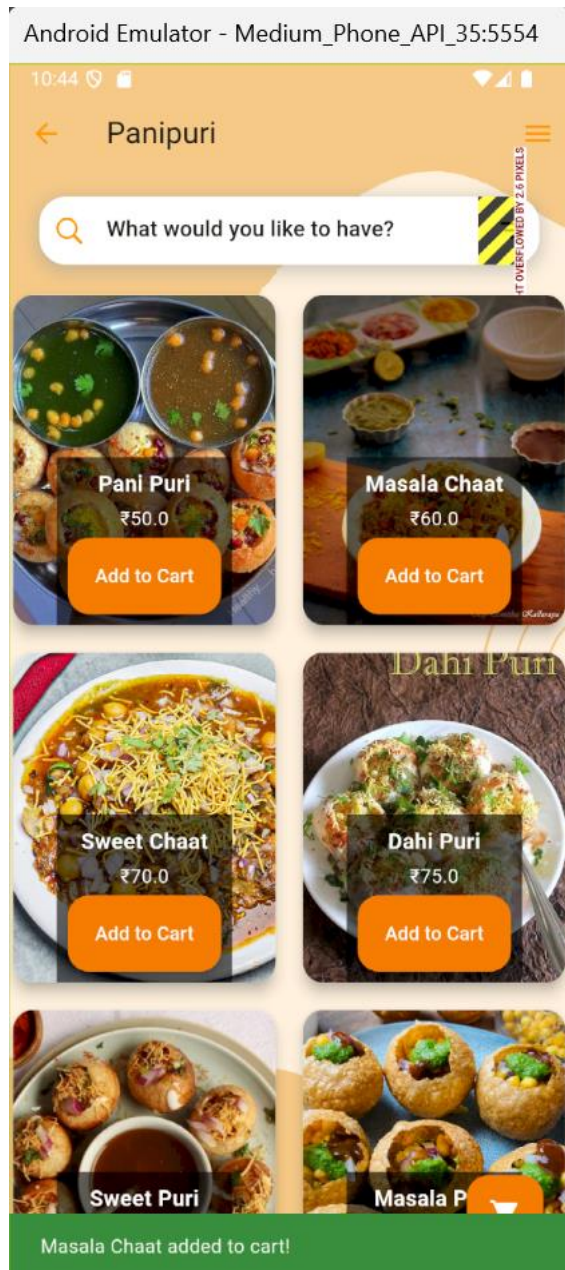 Android Emulator - Medium_Phone_API_35:5554
10:44
Panipuri
What would you like to have?
HT OVERFLOWED BY 2.6 PIXELS
Pani Puri
₹50.0
Add to Cart
Masala Chaat
₹60.0
Add to Cart
Dahi Puri
Sweet Chaat
₹70.0
Add to Cart
Dahi Puri
₹75.0
Add to Cart
Sweet Puri
Masala P
Masala Chaat added to cart!